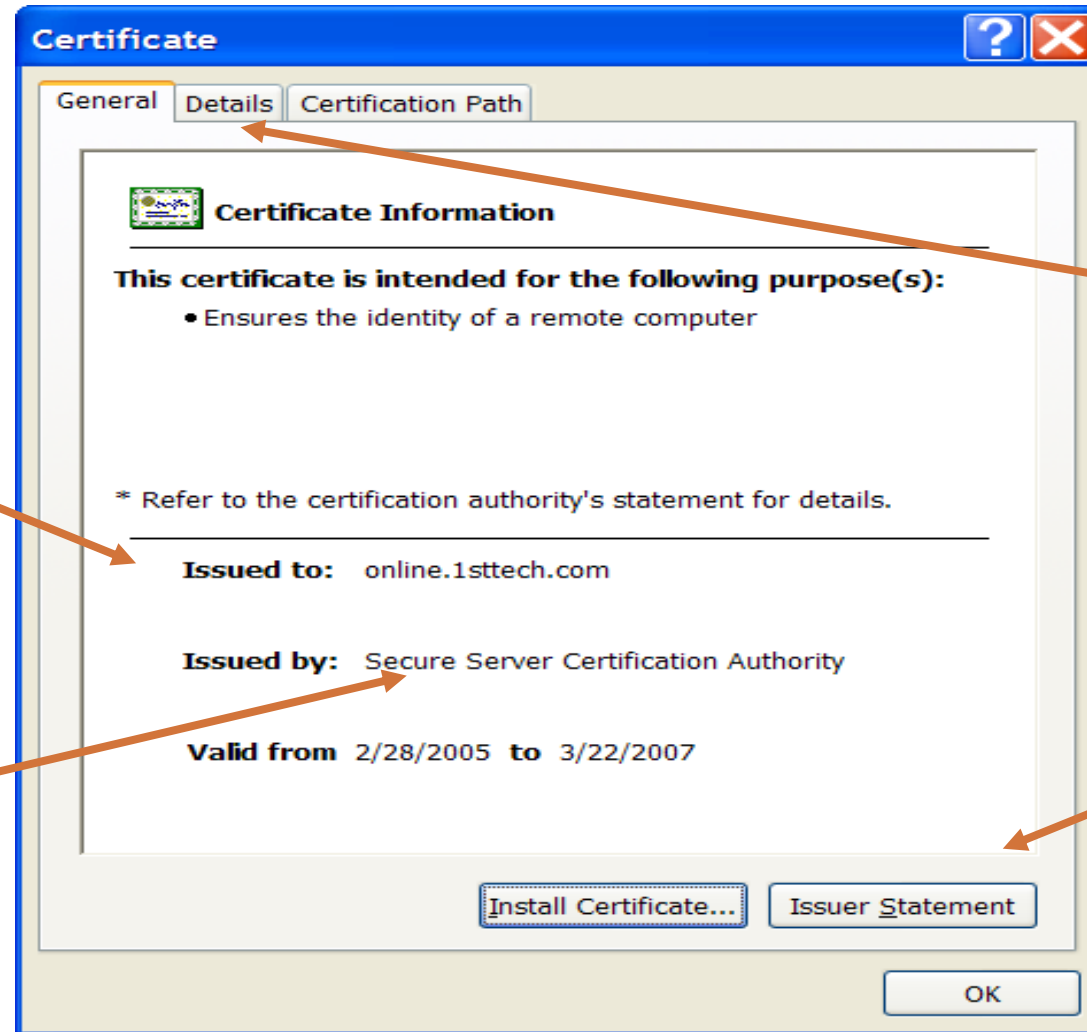 Certificate
General Details Certification Path
Certificate Information
This certificate is intended for the following purpose(s):
• Ensures the identity of a remote computer
* Refer to the certification authority's statement for details.
Issued to: online.1sttech.com
Issued by: Secure Server Certification Authority
Valid from 2/28/2005 to 3/22/2007
Install Certificate... Issuer Statement
OK